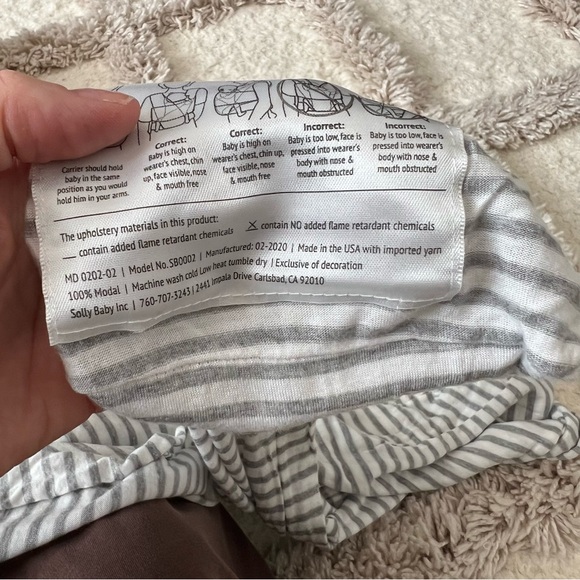 Carrier should hold
baby in the same
position as you would
hold him in your arms.
Correct:
Baby is high on
wearer's chest, chin
up, face visible, nose
& mouth free
Correct:
Baby is high on
wearer's chest, chin up,
face visible, nose
& mouth free
Incorrect:
Baby is too low, face is
pressed into wearer's
body with nose &
mouth obstructed
Incorrect:
Baby is too low, face is
pressed into wearer's
body with nose &
mouth obstructed
The upholstery materials in this product:
__ contain added flame retardant chemicals X contain NO added flame retardant chemicals
MD 0202-02 | Model No. SB0002 | Manufactured: 02-2020 | Made in the USA with imported yarn
100% Modal | Machine wash cold Low heat tumble dry | Exclusive of decoration
Solly Baby Inc | 760-707-3243 | 2441 Impala Drive Carlsbad, CA 92010